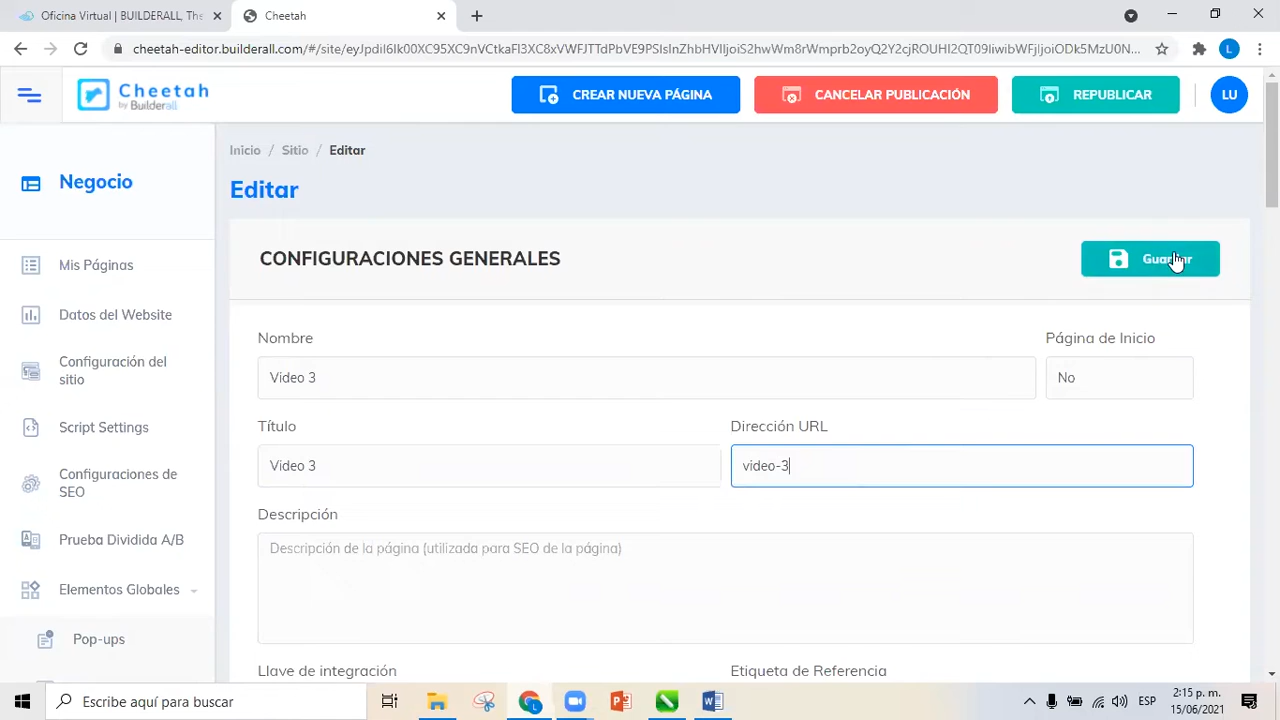 Oficina Virtual | BUILDERALL, The
Cheetah
cheetah-editor.builderall.com/#/site/eyJpdiI6Ik00XC95XC9nVCtkaFl3XC8xVWFJTTdPbVE9PSIsInZhbHVlIjoiS2hwWm8rWmprb2oyQ2Y2cjROUHI2QT09IiwibWFjIjoiODk5MzU0N...
L
Cheetah
by Builderall
CREAR NUEVA PÁGINA
CANCELAR PUBLICACIÓN
REPUBLICAR
LU
Negocio
Inicio / Sitio / Editar
Editar
CONFIGURACIONES GENERALES
Guardar
Mis Páginas
Datos del Website
Configuración del
sitio
Script Settings
Configuraciones de
SEO
Prueba Dividida A/B
Elementos Globales
Pop-ups
Nombre
Página de Inicio
Video 3
No
Título
Dirección URL
Video 3
video-3
Descripción
Descripción de la página (utilizada para SEO de la página)
Llave de integración
Etiqueta de Referencia
Escribe aquí para buscar
ESP
2:15 p. m.
15/06/2021